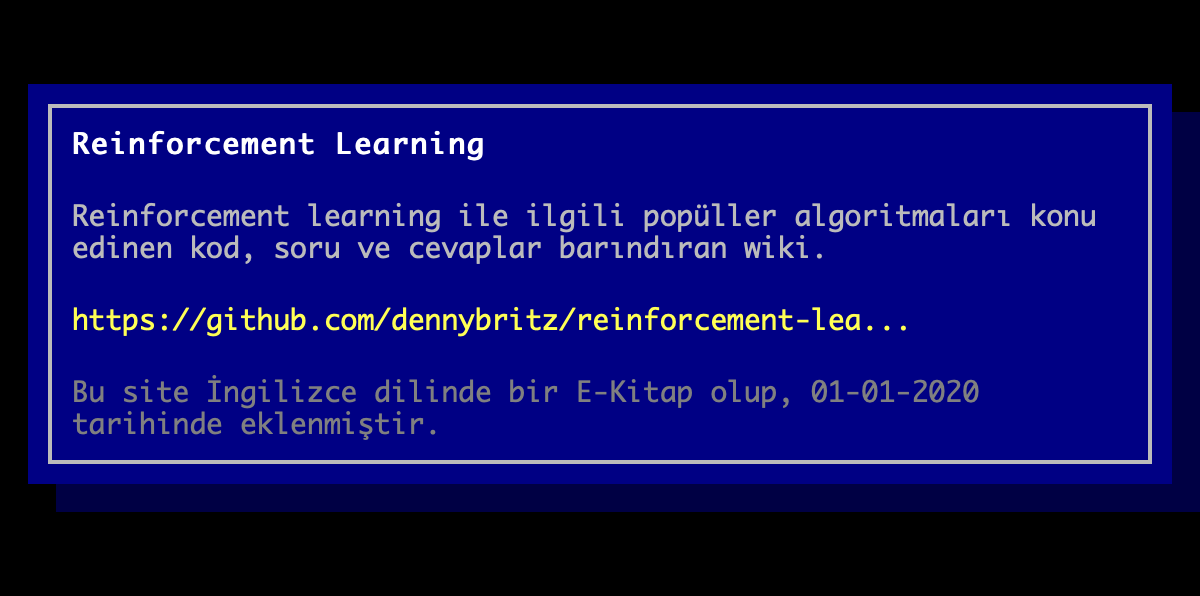 Reinforcement Learning
Reinforcement learning ile ilgili popüller algoritmaları konu
edinen kod, soru ve cevaplar barındıran wiki.
https://github.com/dennybritz/reinforcement-lea...
Bu site İngilizce dilinde bir E-Kitap olup, 01-01-2020
tarihinde eklenmiştir.